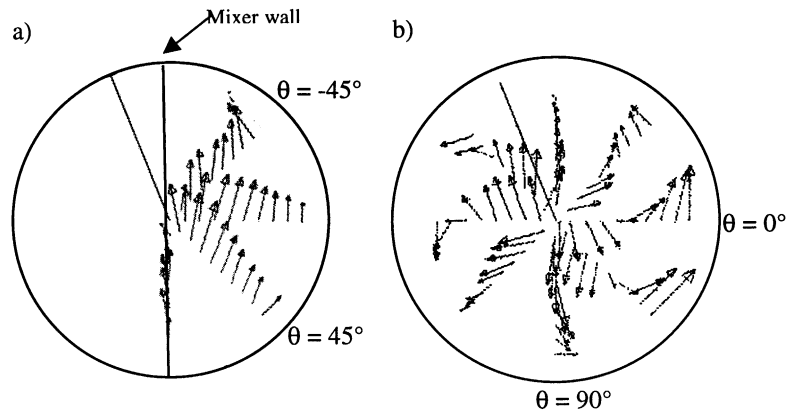 a)
Mixer wall
b)
θ = -45°
θ = 0°
θ = 45°
θ = 90°